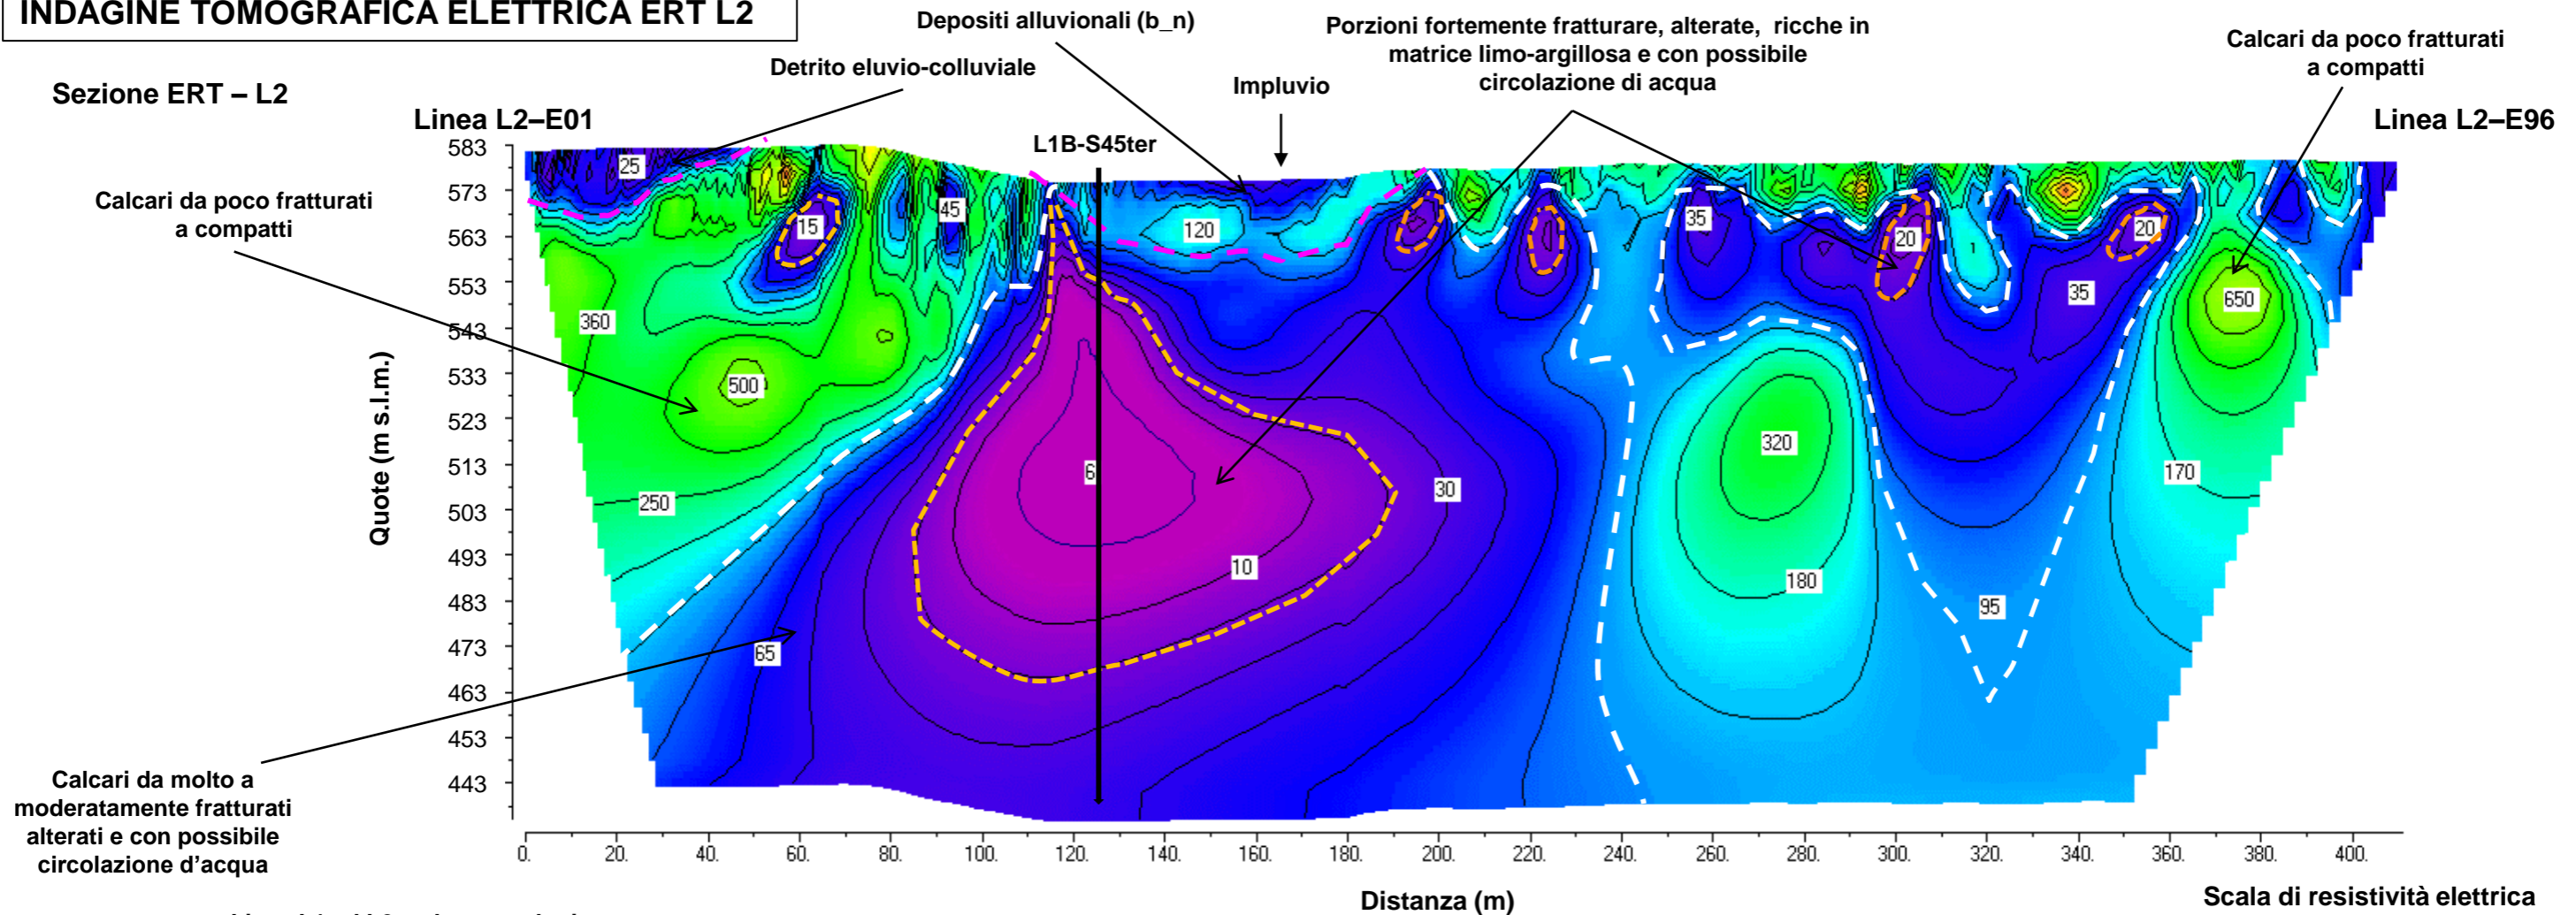 INDAGINE TOMOGRAFICA ELETTRICA ERT L2
Sezione ERT – L2
Depositi alluvionali (b_n)
Detrito eluvio-colluviale
Impluvio
Porzioni fortemente fratturare, alterate, ricche in
matrice limo-argillosa e con possibile
circolazione di acqua
Calcari da poco fratturati
a compatti
Linea L2–E01
L1B-S45ter
Linea L2–E96
Calcari da poco fratturati
a compatti
Calcari da molto a
moderatamente fratturati
alterati e con possibile
circolazione d'acqua
Quote (m s.l.m.)
583
573
563
553
543
533
523
513
503
493
483
473
463
453
443
25
15
45
120
35
20
20
35
650
360
500
320
6
30
250
170
10
180
95
65
0. 20. 40. 60. 80. 100. 120. 140. 160. 180. 200. 220. 240. 260. 280. 300. 320. 340. 360. 380. 400.
Distanza (m)
Scala di resistività elettrica